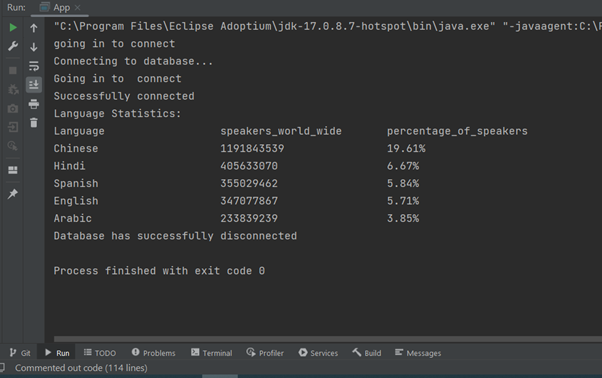 Run: App
"C:\Program Files\Eclipse Adoptium\jdk-17.0.8.7-hotspot\bin\java.exe" "-javaagent:C:\
going in to connect
Connecting to database...
Going in to  connect
Successfully connected
Language Statistics:
Language speakers_world_wide percentage_of_speakers
Chinese 1191843539 19.61%
Hindi 405633070 6.67%
Spanish 355029462 5.84%
English 347077867 5.71%
Arabic 233839239 3.85%
Database has successfully disconnected
Process finished with exit code 0
Git Run TODO Problems Terminal Profiler Services Build Messages
Commented out code (114 lines)